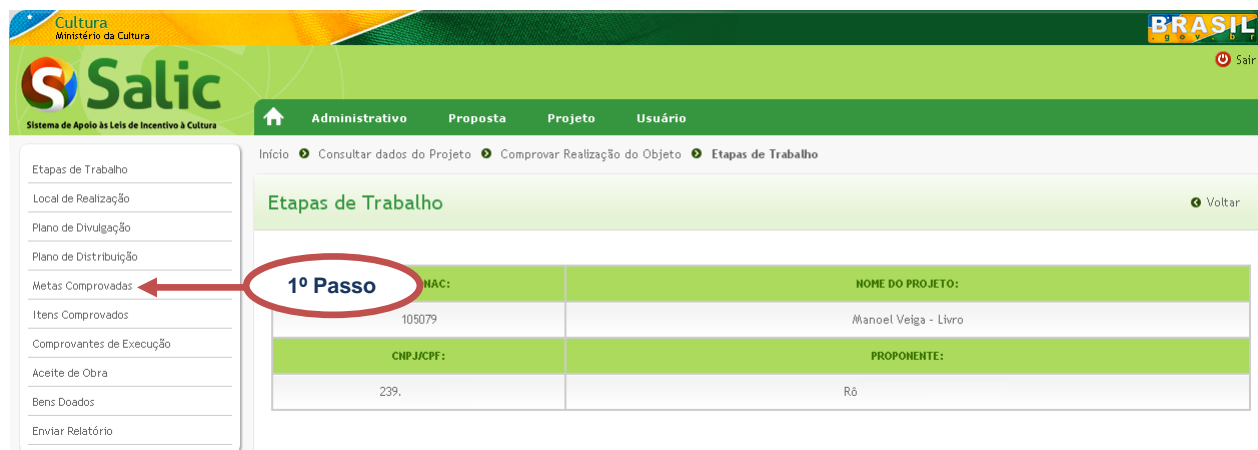 Cultura
Ministério da Cultura
BRASIL
.gov.br
Salic
Sistema de Apoio às Leis de Incentivo à Cultura
Sair
Administrativo Proposta Projeto Usuário
Início Consultar dados do Projeto Comprovar Realização do Objeto Etapas de Trabalho
Etapas de Trabalho
Local de Realização
Plano de Divulgação
Plano de Distribuição
Metas Comprovadas
Itens Comprovados
Comprovantes de Execução
Aceite de Obra
Bens Doados
Enviar Relatório
Etapas de Trabalho
Voltar
1º Passo
NAC: NOME DO PROJETO:
105079 Manoel Veiga - Livro
CNPJ/CPF: PROPONENTE:
239. Rô